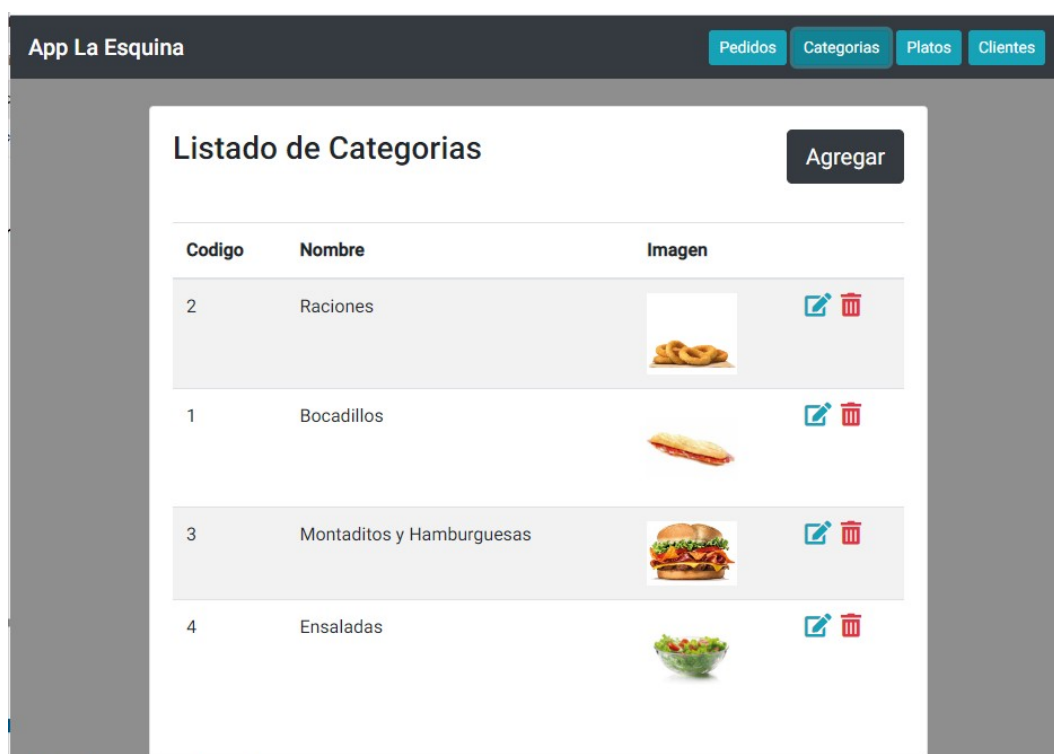 App La Esquina Pedidos Categorias Platos Clientes
Listado de Categorias Agregar
Codigo Nombre Imagen
2 Raciones
1 Bocadillos
3 Montaditos y Hamburguesas
4 Ensaladas